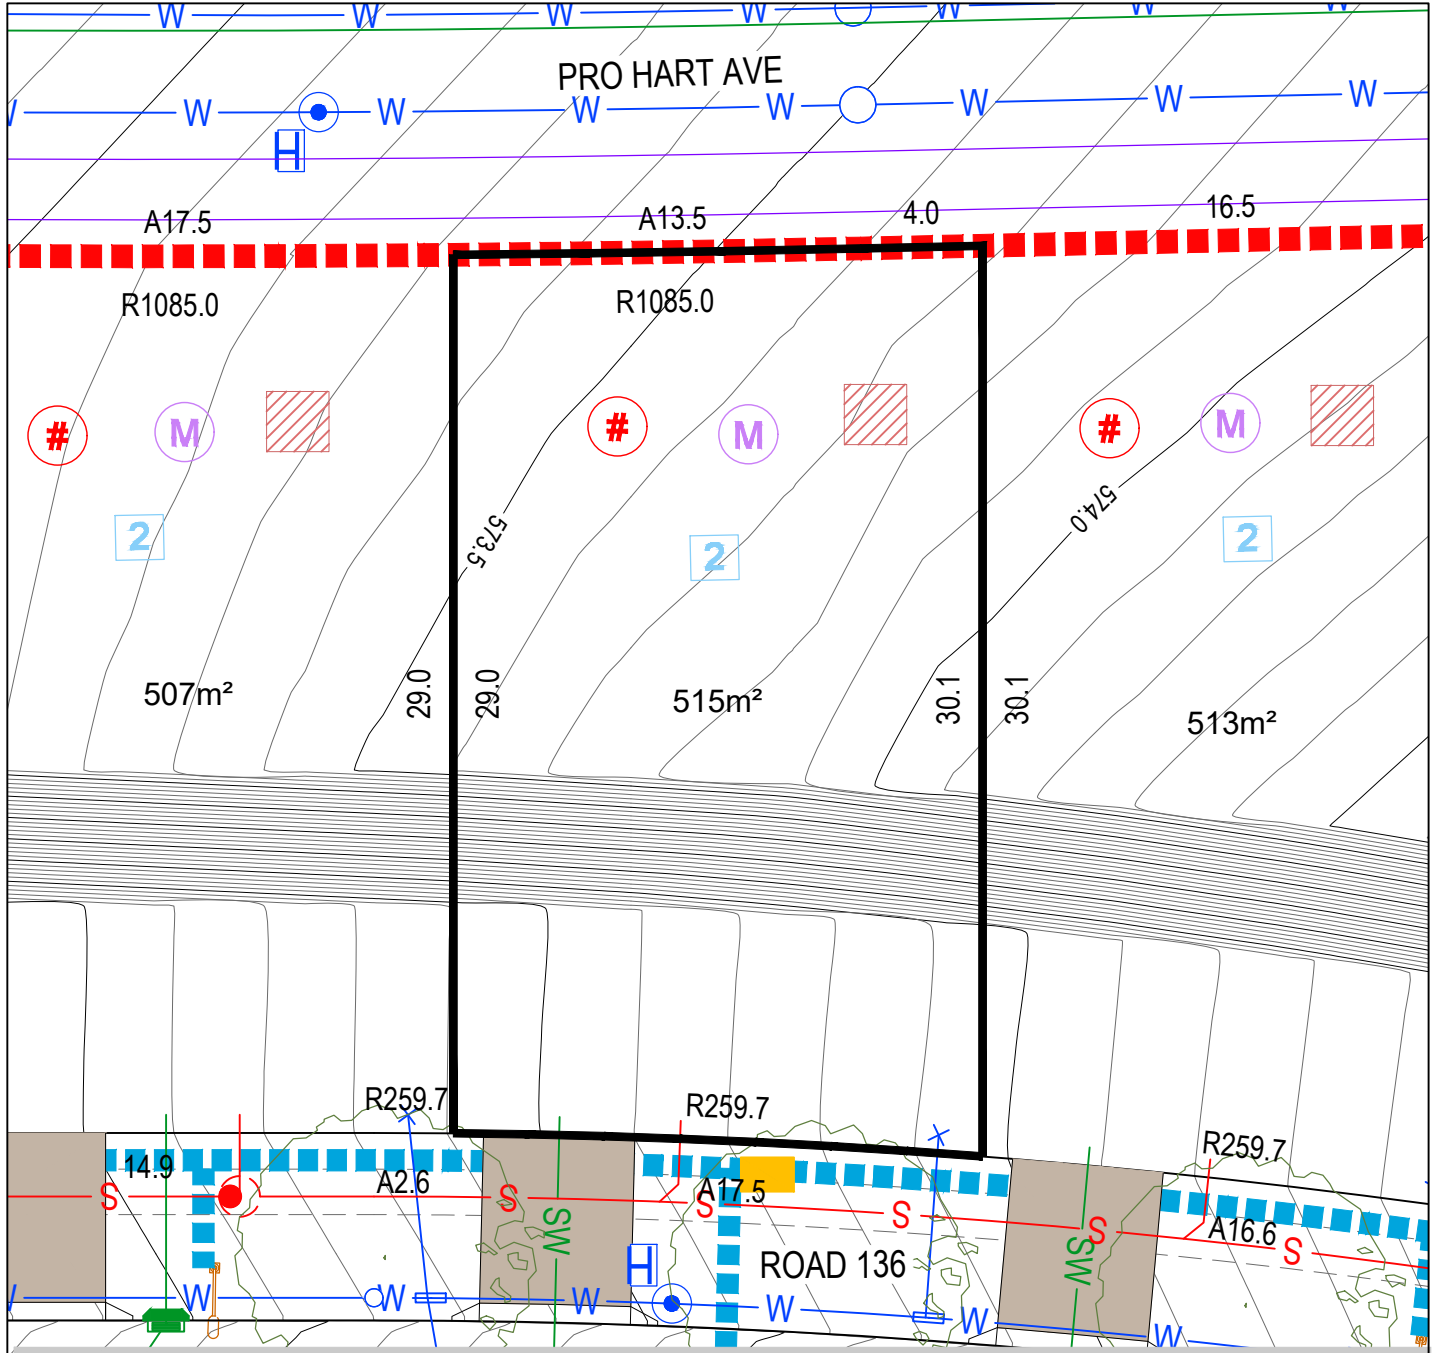 W W W W W W W
PRO HART AVE
W W W W W W W W
H
A17.5 A13.5 4.0 16.5
R1085.0 R1085.0
# M # M # M
573.5 574.0
2 2 2
507m² 29.0 29.0 515m² 30.1 30.1 513m²
R259.7 R259.7 R259.7
14.9 A2.6 A17.5 A16.6
S S S S S S
SW SW
H ROAD 136
W W W W W W W